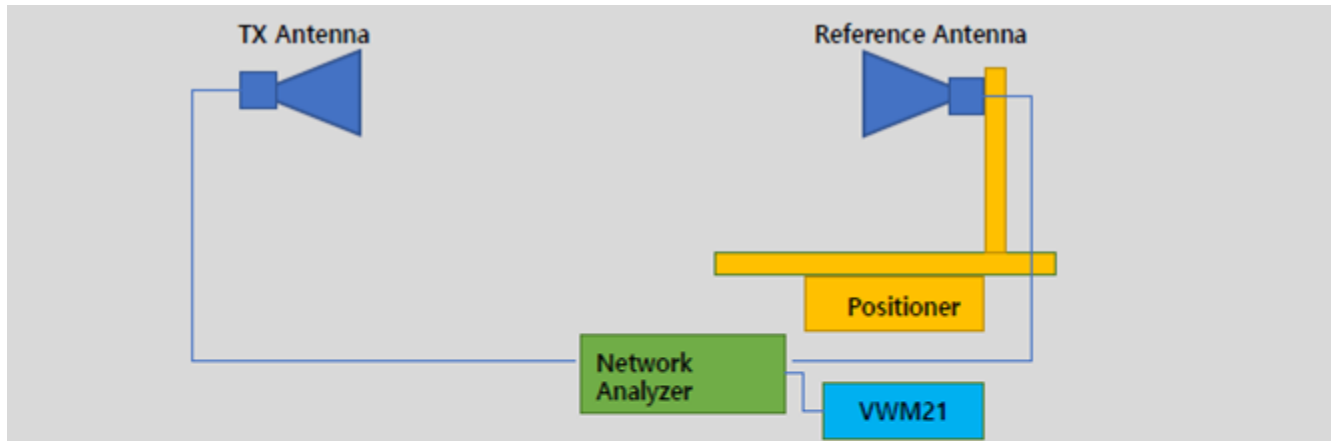 TX Antenna
Reference Antenna
Positioner
Network
Analyzer
VWM21